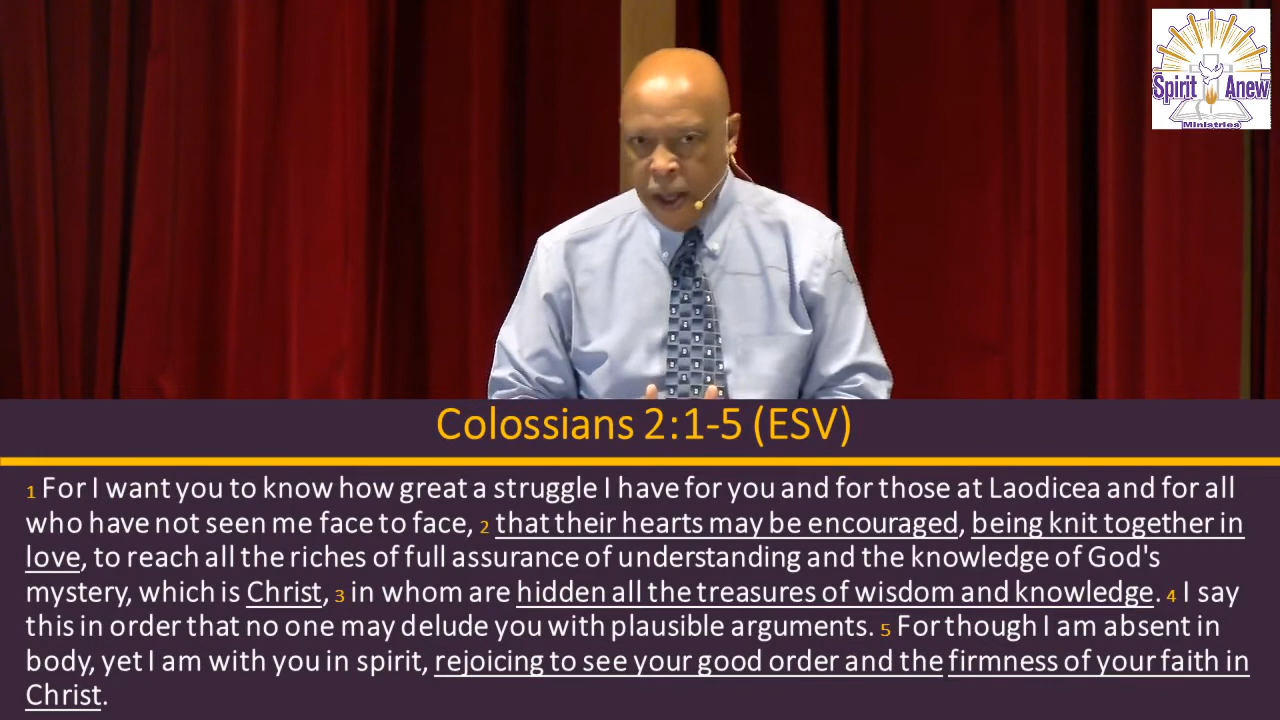 Spirit Anew
Ministries
Colossians 2:1-5 (ESV)
1 For I want you to know how great a struggle I have for you and for those at Laodicea and for all
who have not seen me face to face, 2 that their hearts may be encouraged, being knit together in
love, to reach all the riches of full assurance of understanding and the knowledge of God's
mystery, which is Christ, 3 in whom are hidden all the treasures of wisdom and knowledge. 4 I say
this in order that no one may delude you with plausible arguments. 5 For though I am absent in
body, yet I am with you in spirit, rejoicing to see your good order and the firmness of your faith in
Christ.